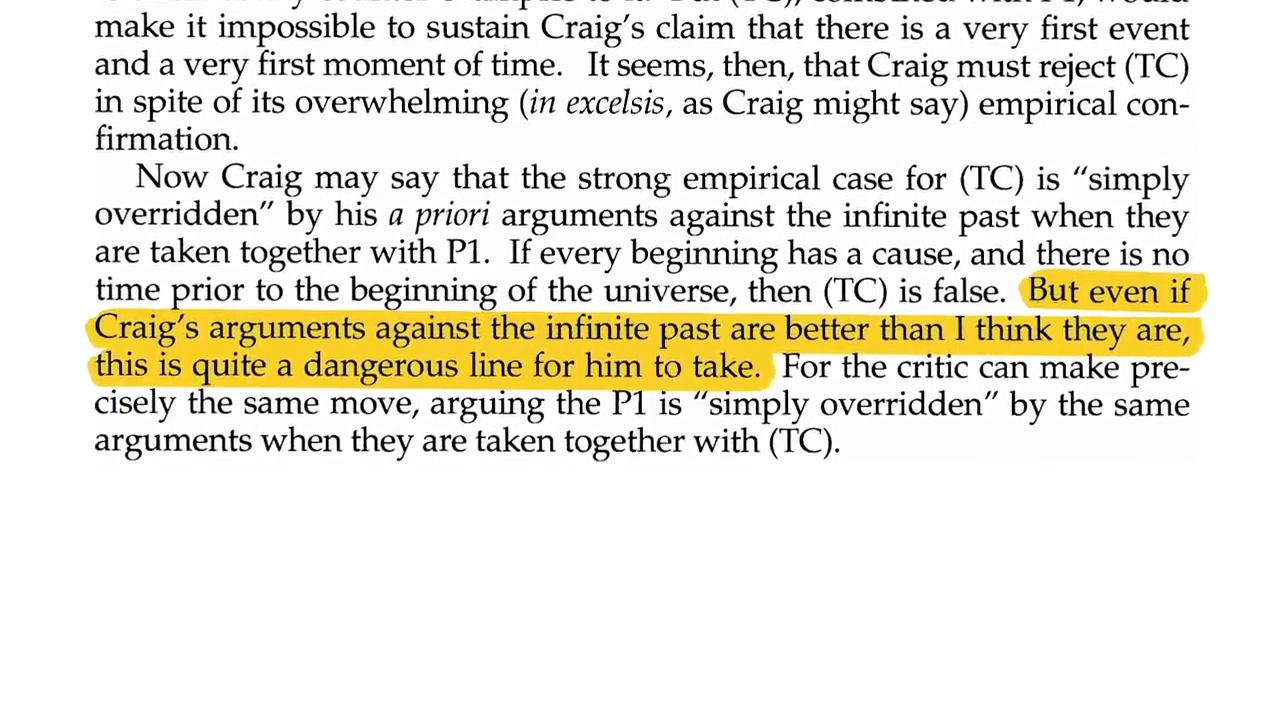 make it impossible to sustain Craig's claim that there is a very first event
and a very first moment of time. It seems, then, that Craig must reject (TC)
in spite of its overwhelming (in excelsis, as Craig might say) empirical con-
firmation.
Now Craig may say that the strong empirical case for (TC) is “simply
overridden” by his a priori arguments against the infinite past when they
are taken together with P1. If every beginning has a cause, and there is no
time prior to the beginning of the universe, then (TC) is false. But even if
Craig's arguments against the infinite past are better than I think they are,
this is quite a dangerous line for him to take. For the critic can make pre-
cisely the same move, arguing the P1 is “simply overridden” by the same
arguments when they are taken together with (TC).